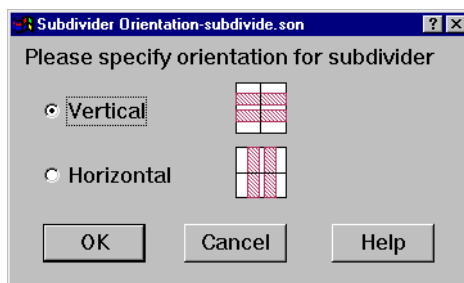 Subdivider Orientation-subdivide.son
Please specify orientation for subdivider
Vertical
Horizontal
OK Cancel Help